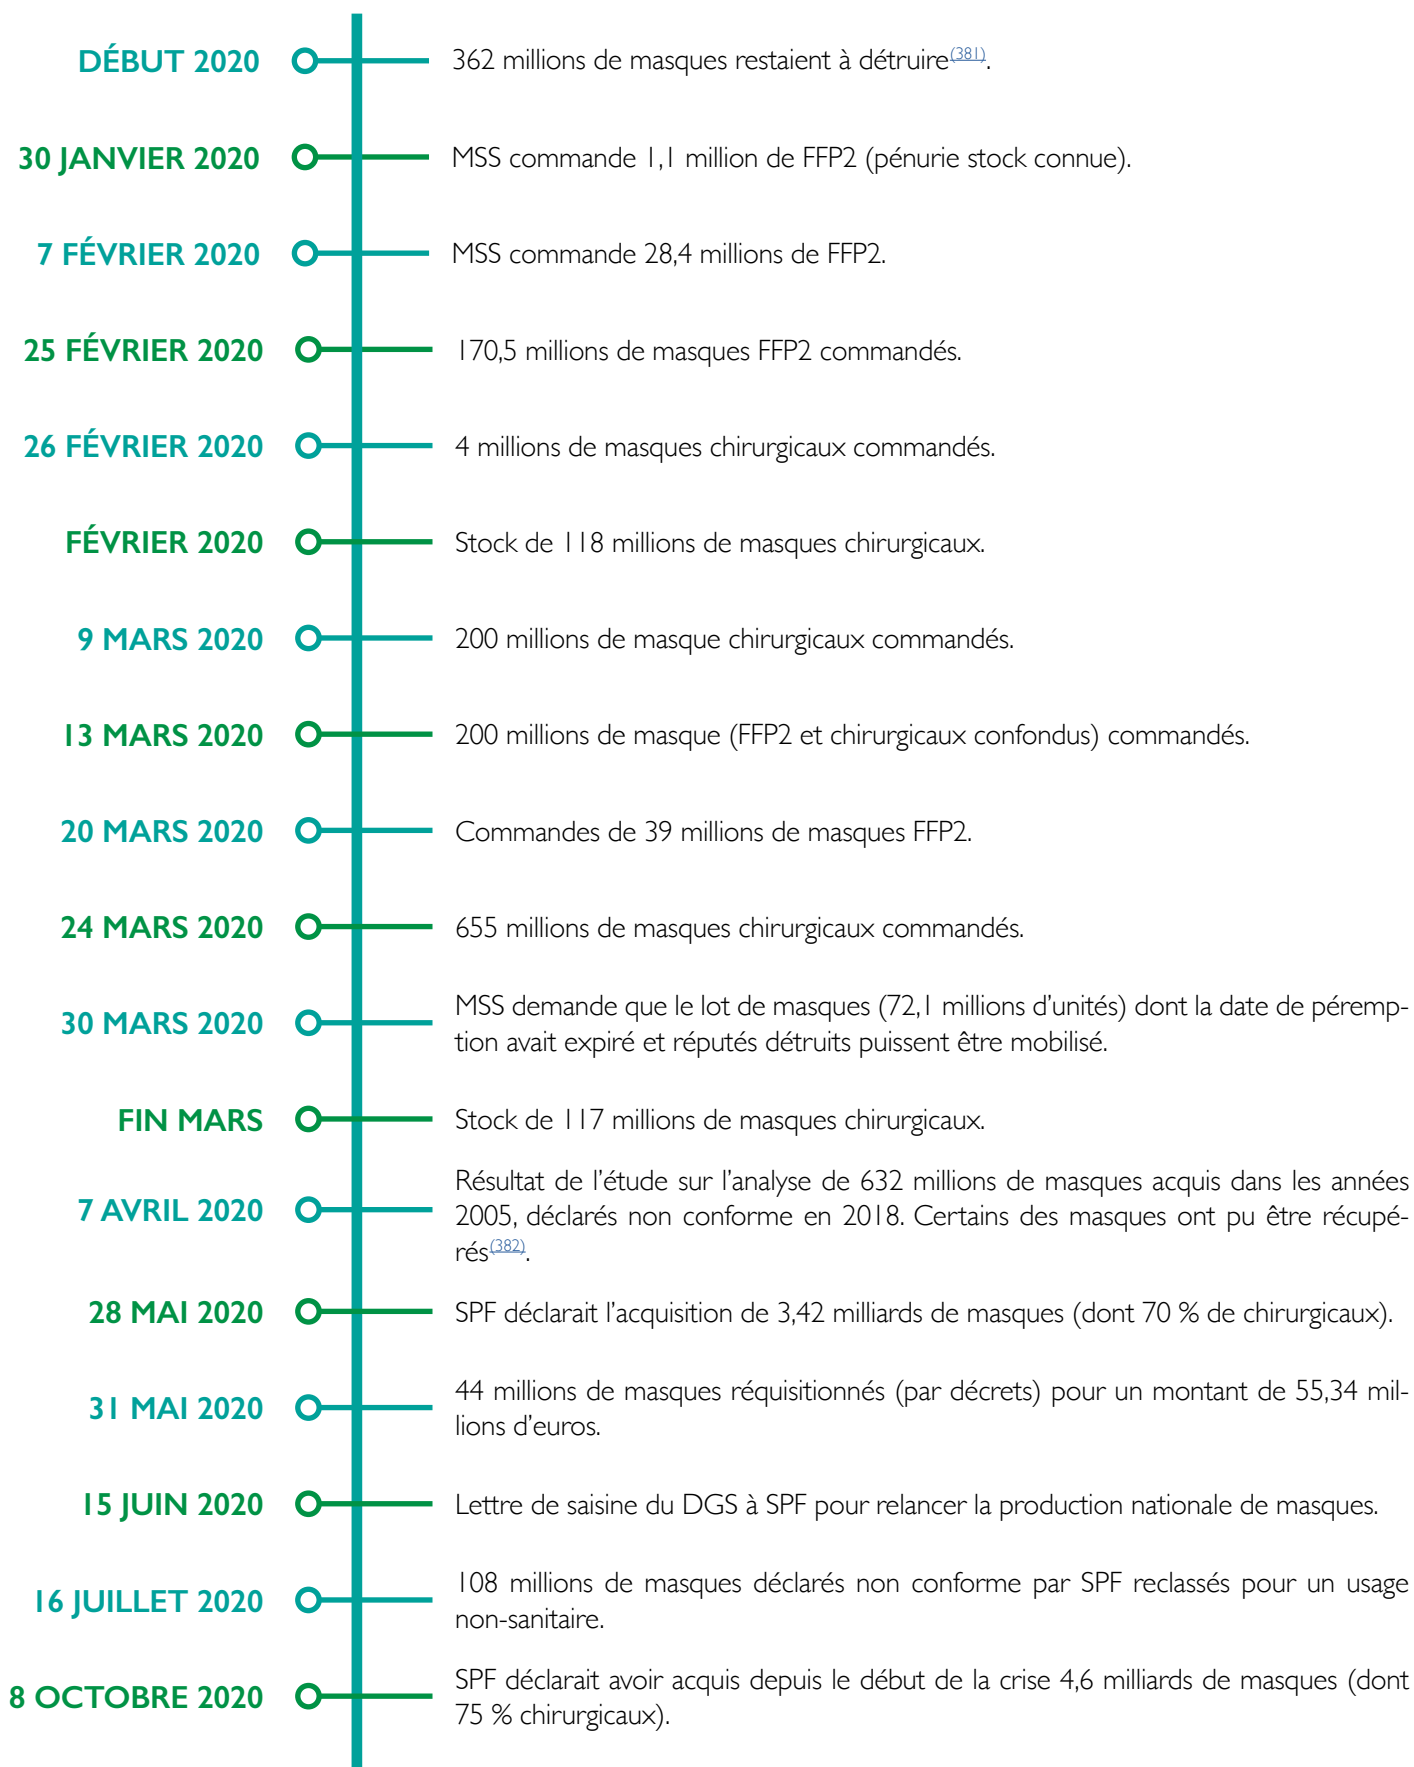 DÉBUT 2020 362 millions de masques restaient à détruire(381).
30 JANVIER 2020 MSS commande 1,1 million de FFP2 (pénurie stock connue).
7 FÉVRIER 2020 MSS commande 28,4 millions de FFP2.
25 FÉVRIER 2020 170,5 millions de masques FFP2 commandés.
26 FÉVRIER 2020 4 millions de masques chirurgicaux commandés.
FÉVRIER 2020 Stock de 118 millions de masques chirurgicaux.
9 MARS 2020 200 millions de masque chirurgicaux commandés.
13 MARS 2020 200 millions de masque (FFP2 et chirurgicaux confondus) commandés.
20 MARS 2020 Commandes de 39 millions de masques FFP2.
24 MARS 2020 655 millions de masques chirurgicaux commandés.
30 MARS 2020
MSS demande que le lot de masques (72,1 millions d'unités) dont la date de péremp-
tion avait expiré et réputés détruits puissent être mobilisé.
FIN MARS Stock de 117 millions de masques chirurgicaux.
7 AVRIL 2020
Résultat de l'étude sur l'analyse de 632 millions de masques acquis dans les années
2005, déclarés non conforme en 2018. Certains des masques ont pu être récupé-
rés(382).
28 MAI 2020 SPF déclarait l'acquisition de 3,42 milliards de masques (dont 70 % de chirurgicaux).
31 MAI 2020
44 millions de masques réquisitionnés (par décrets) pour un montant de 55,34 mil-
lions d'euros.
15 JUIN 2020 Lettre de saisine du DGS à SPF pour relancer la production nationale de masques.
16 JUILLET 2020
108 millions de masques déclarés non conforme par SPF reclassés pour un usage
non-sanitaire.
8 OCTOBRE 2020
SPF déclarait avoir acquis depuis le début de la crise 4,6 milliards de masques (dont
75 % chirurgicaux).